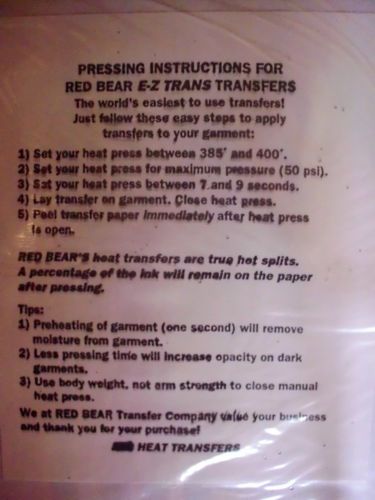 PRESSING INSTRUCTIONS FOR
RED BEAR E-Z TRANS TRANSFERS
The world's easiest to use transfers!
Just follow these easy steps to apply
transfers to your garment:
1) Set your heat press between 385° and 400°.
2) Set your heat press for maximum pressure (50 psi).
3) Set your heat press between 7 and 9 seconds.
4) Lay transfer on garment. Close heat press.
5) Peel transfer paper immediately after heat press
is open.
RED BEAR'S heat transfers are true hot splits.
A percentage of the ink will remain on the paper
after pressing.
Tips:
1) Preheating of garment (one second) will remove
moisture from garment.
2) Less pressing time will increase opacity on dark
garments.
3) Use body weight, not arm strength to close manual
heat press.
We at RED BEAR Transfer Company value your business
and thank you for your purchase!
HEAT TRANSFERS